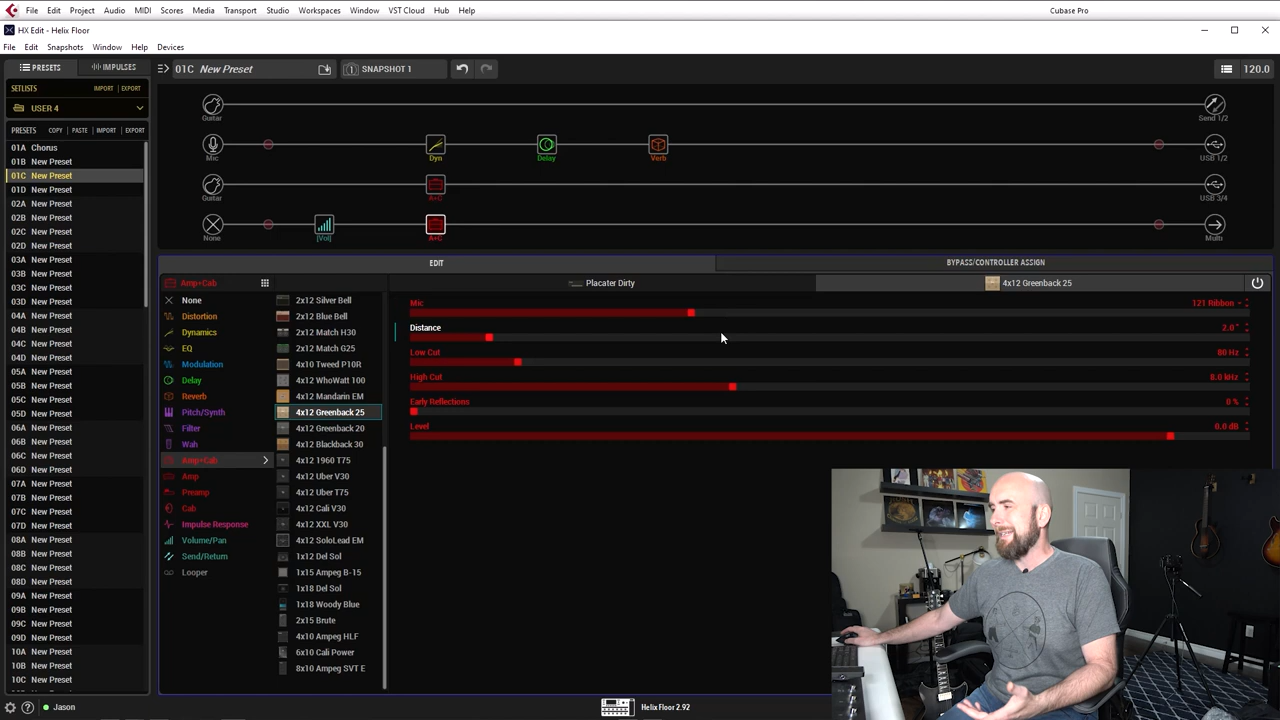 File Edit Project Audio MIDI Scores Media Transport Studio Workspaces Window VST Cloud Hub Help Cubase Pro
HX Edit - Helix Floor
File Edit Snapshots Window Help Devices
PRESETS IMPULSES 01C New Preset SNAPSHOT 1 120.0
SETLISTS IMPORT EXPORT
USER 4
PRESETS COPY PASTE IMPORT EXPORT
01A Chorus
01B New Preset
01C New Preset
01D New Preset
02A New Preset
02B New Preset
02C New Preset
02D New Preset
03A New Preset
03B New Preset
03C New Preset
03D New Preset
04A New Preset
04B New Preset
04C New Preset
04D New Preset
05A New Preset
05B New Preset
05C New Preset
05D New Preset
06A New Preset
06B New Preset
06C New Preset
06D New Preset
07A New Preset
07B New Preset
07C New Preset
07D New Preset
08A New Preset
08B New Preset
08C New Preset
08D New Preset
09A New Preset
09B New Preset
09C New Preset
09D New Preset
10A New Preset
10B New Preset
10C New Preset
Guitar Send 1/2
Mic Dyn Delay Verb USB 1/2
Guitar A+C USB 3/4
None [Vol] A+C Multi
EDIT BYPASS/CONTROLLER ASSIGN
Amp+Cab Placater Dirty 4x12 Greenback 25
None
Distortion
Dynamics
EQ
Modulation
Delay
Reverb
Pitch/Synth
Filter
Wah
Amp+Cab
Amp
Preamp
Cab
Impulse Response
Volume/Pan
Send/Return
Looper
2x12 Silver Bell
2x12 Blue Bell
2x12 Match H30
2x12 Match G25
4x10 Tweed P10R
4x12 WhoWatt 100
4x12 Mandarin EM
4x12 Greenback 25
4x12 Greenback 20
4x12 Blackback 30
4x12 1960 T75
4x12 Uber V30
4x12 Uber T75
4x12 Cali V30
4x12 XXL V30
4x12 SoloLead EM
1x12 Del Sol
1x15 Ampeg B-15
1x18 Del Sol
1x18 Woody Blue
2x15 Brute
4x10 Ampeg HLF
6x10 Cali Power
8x10 Ampeg SVT E
Mic 121 Ribbon
Distance 2.0"
Low Cut 80 Hz
High Cut 8.0 kHz
Early Reflections 0 %
Level 0.0 dB
Jason Helix Floor 2.92